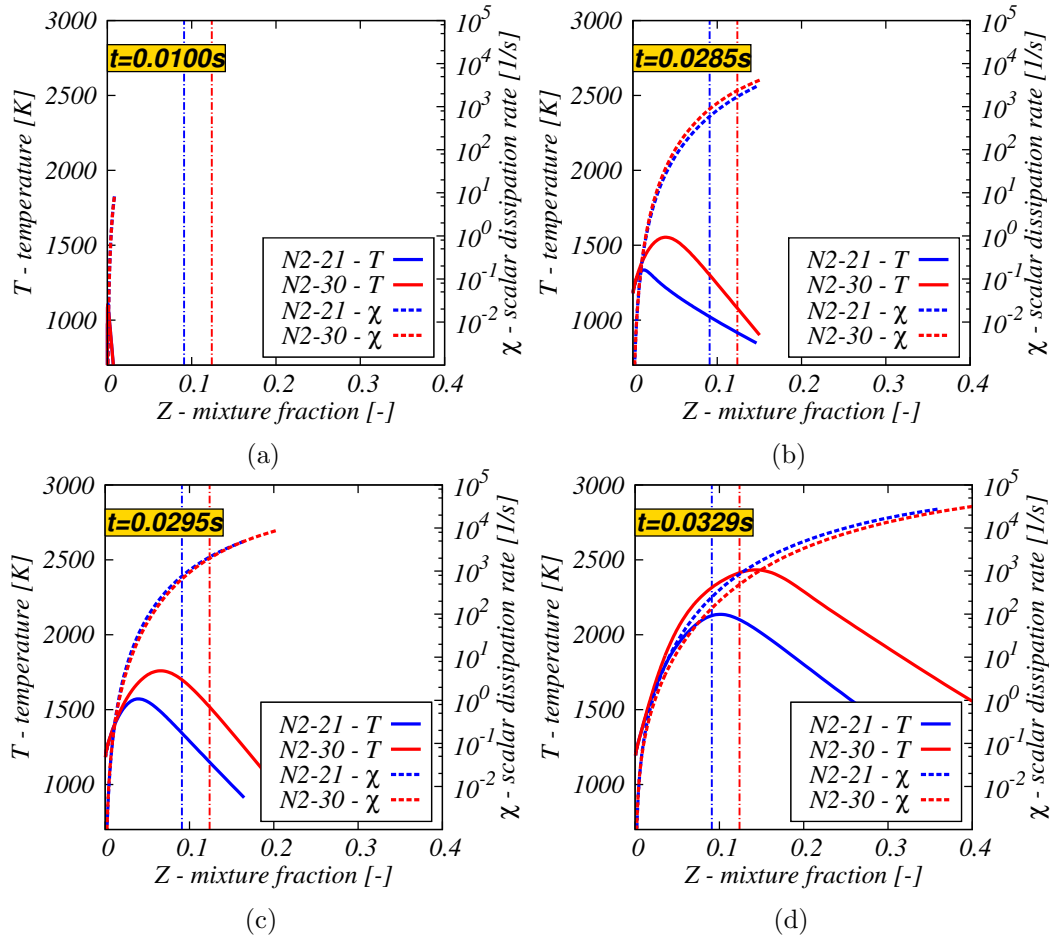 t=0.0100s
T - temperature [K]
3000
2500
2000
1500
1000
χ - scalar dissipation rate [1/s]
10^5
10^4
10^3
10^2
10^1
10^0
10^-1
10^-2
N2-21 - T
N2-30 - T
N2-21 - χ
N2-30 - χ
0 0.1 0.2 0.3 0.4
Z - mixture fraction [-]
(a)
t=0.0285s
T - temperature [K]
3000
2500
2000
1500
1000
χ - scalar dissipation rate [1/s]
10^5
10^4
10^3
10^2
10^1
10^0
10^-1
10^-2
N2-21 - T
N2-30 - T
N2-21 - χ
N2-30 - χ
0 0.1 0.2 0.3 0.4
Z - mixture fraction [-]
(b)
t=0.0295s
T - temperature [K]
3000
2500
2000
1500
1000
χ - scalar dissipation rate [1/s]
10^5
10^4
10^3
10^2
10^1
10^0
10^-1
10^-2
N2-21 - T
N2-30 - T
N2-21 - χ
N2-30 - χ
0 0.1 0.2 0.3 0.4
Z - mixture fraction [-]
(c)
t=0.0329s
T - temperature [K]
3000
2500
2000
1500
1000
χ - scalar dissipation rate [1/s]
10^5
10^4
10^3
10^2
10^1
10^0
10^-1
10^-2
N2-21 - T
N2-30 - T
N2-21 - χ
N2-30 - χ
0 0.1 0.2 0.3 0.4
Z - mixture fraction [-]
(d)